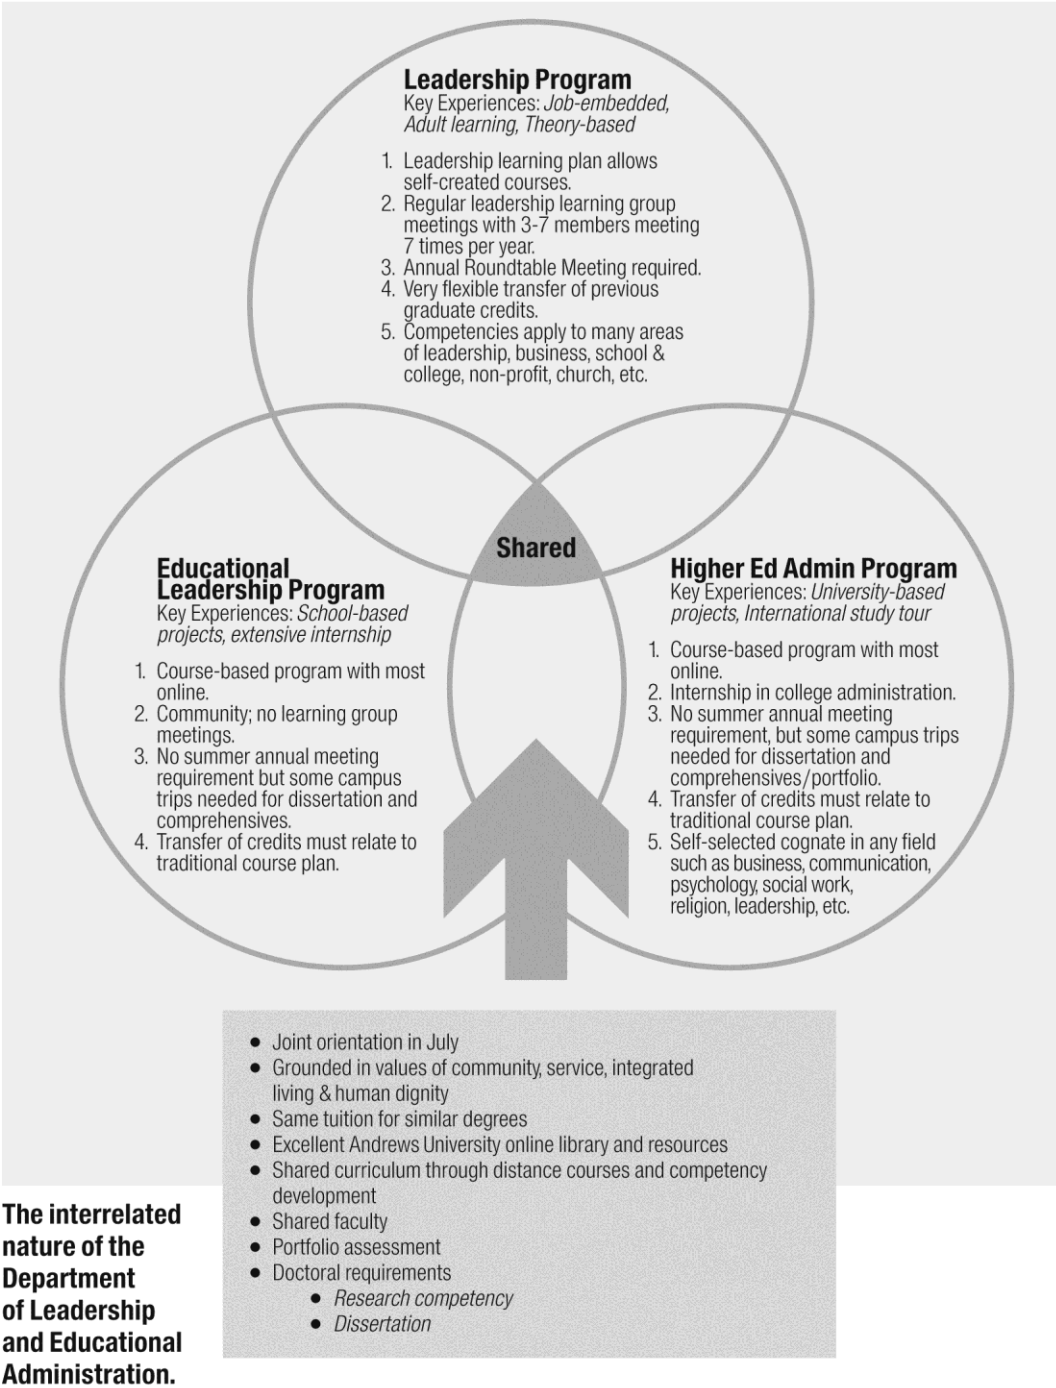 Leadership Program
Key Experiences: Job-embedded,
Adult learning, Theory-based
1. Leadership learning plan allows
self-created courses.
2. Regular leadership learning group
meetings with 3-7 members meeting
7 times per year.
3. Annual Roundtable Meeting required.
4. Very flexible transfer of previous
graduate credits.
5. Competencies apply to many areas
of leadership, business, school &
college, non-profit, church, etc.
Shared
Educational
Leadership Program
Key Experiences: School-based
projects, extensive internship
1. Course-based program with most
online.
2. Community; no learning group
meetings.
3. No summer annual meeting
requirement but some campus
trips needed for dissertation and
comprehensives.
4. Transfer of credits must relate to
traditional course plan.
Higher Ed Admin Program
Key Experiences: University-based
projects, International study tour
1. Course-based program with most
online.
2. Internship in college administration.
3. No summer annual meeting
requirement, but some campus trips
needed for dissertation and
comprehensives/portfolio.
4. Transfer of credits must relate to
traditional course plan.
5. Self-selected cognate in any field
such as business, communication,
psychology, social work,
religion, leadership, etc.
• Joint orientation in July
• Grounded in values of community, service, integrated
living & human dignity
• Same tuition for similar degrees
• Excellent Andrews University online library and resources
• Shared curriculum through distance courses and competency
development
• Shared faculty
• Portfolio assessment
• Doctoral requirements
• Research competency
• Dissertation
The interrelated
nature of the
Department
of Leadership
and Educational
Administration.